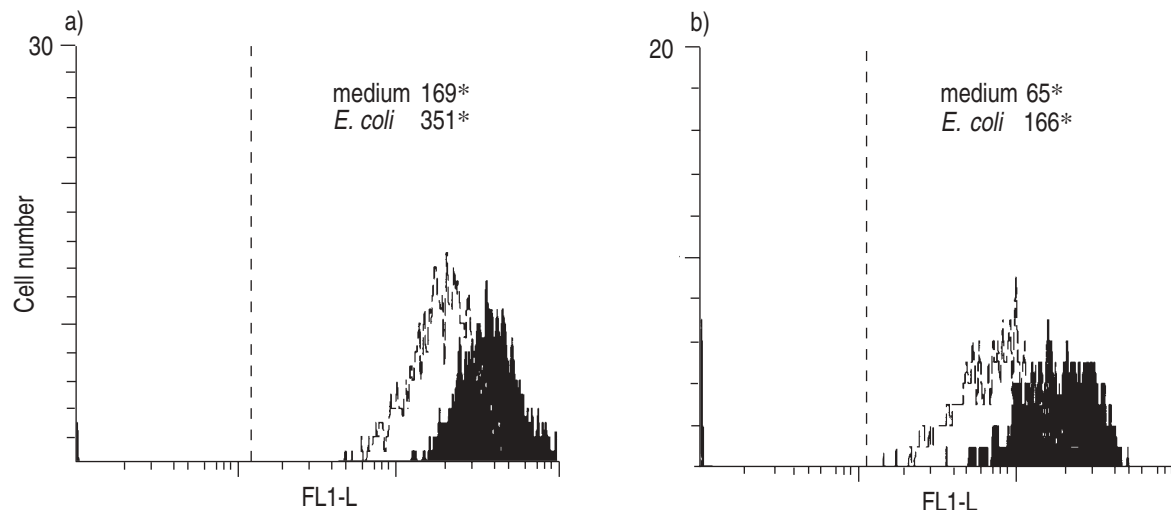 a)
30
medium 169*
E. coli 351*
Cell number
FL1-L
b)
20
medium 65*
E. coli 166*
FL1-L